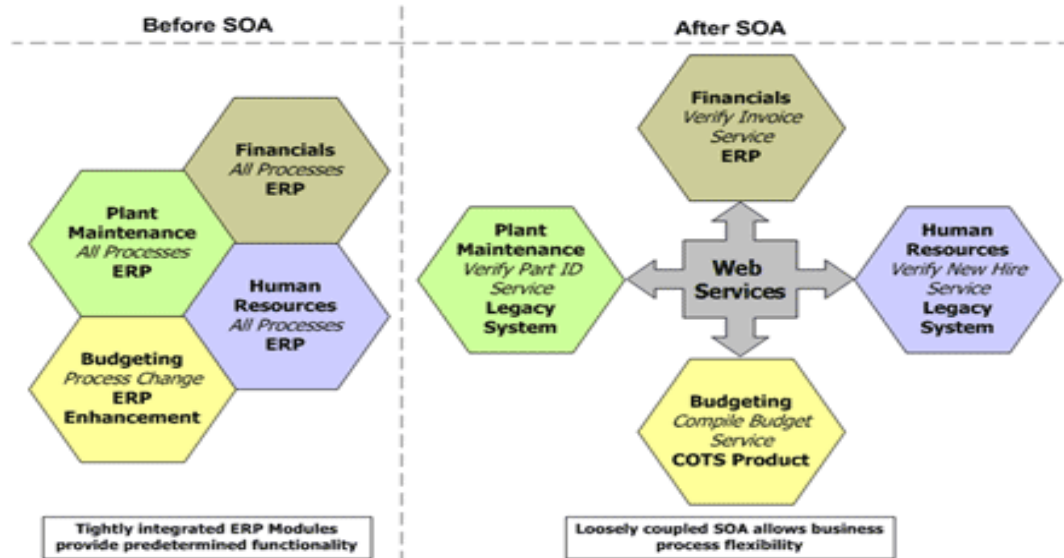 Before SOA
After SOA
Financials
All Processes
ERP
Plant
Maintenance
All Processes
ERP
Human
Resources
All Processes
ERP
Budgeting
Process Change
ERP
Enhancement
Tightly integrated ERP Modules
provide predetermined functionality
Financials
Verify Invoice
Service
ERP
Plant
Maintenance
Verify Part ID
Service
Legacy
System
Web
Services
Human
Resources
Verify New Hire
Service
Legacy
System
Budgeting
Compile Budget
Service
COTS Product
Loosely coupled SOA allows business
process flexibility